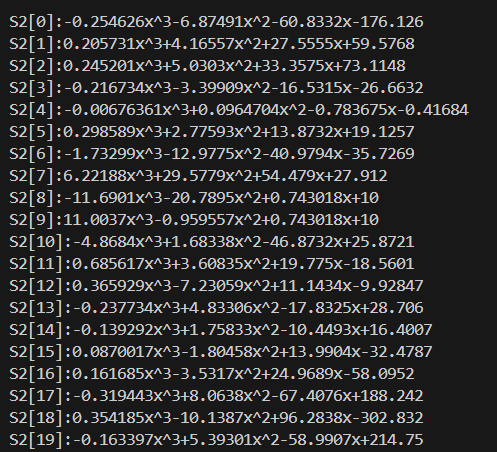 S2[0]:-0.254626x^3-6.87491x^2-60.8332x-176.126
S2[1]:0.205731x^3+4.16557x^2+27.5555x+59.5768
S2[2]:0.245201x^3+5.0303x^2+33.3575x+73.1148
S2[3]:-0.216734x^3-3.39909x^2-16.5315x-26.6632
S2[4]:-0.00676361x^3+0.0964704x^2-0.783675x-0.41684
S2[5]:0.298589x^3+2.77593x^2+13.8732x+19.1257
S2[6]:-1.73299x^3-12.9775x^2-40.9794x-35.7269
S2[7]:6.22188x^3+29.5779x^2+54.479x+27.912
S2[8]:-11.6901x^3-20.7895x^2+0.743018x+10
S2[9]:11.0037x^3-0.959557x^2+0.743018x+10
S2[10]:-4.8684x^3+1.68338x^2-46.8732x+25.8721
S2[11]:0.685617x^3+3.60835x^2+19.775x-18.5601
S2[12]:0.365929x^3-7.23059x^2+11.1434x-9.92847
S2[13]:-0.237734x^3+4.83306x^2-17.8325x+28.706
S2[14]:-0.139292x^3+1.75833x^2-10.4493x+16.4007
S2[15]:0.0870017x^3-1.80458x^2+13.9904x-32.4787
S2[16]:0.161685x^3-3.5317x^2+24.9689x-58.0952
S2[17]:-0.319443x^3+8.0638x^2-67.4076x+188.242
S2[18]:0.354185x^3-10.1387x^2+96.2838x-302.832
S2[19]:-0.163397x^3+5.39301x^2-58.9907x+214.75